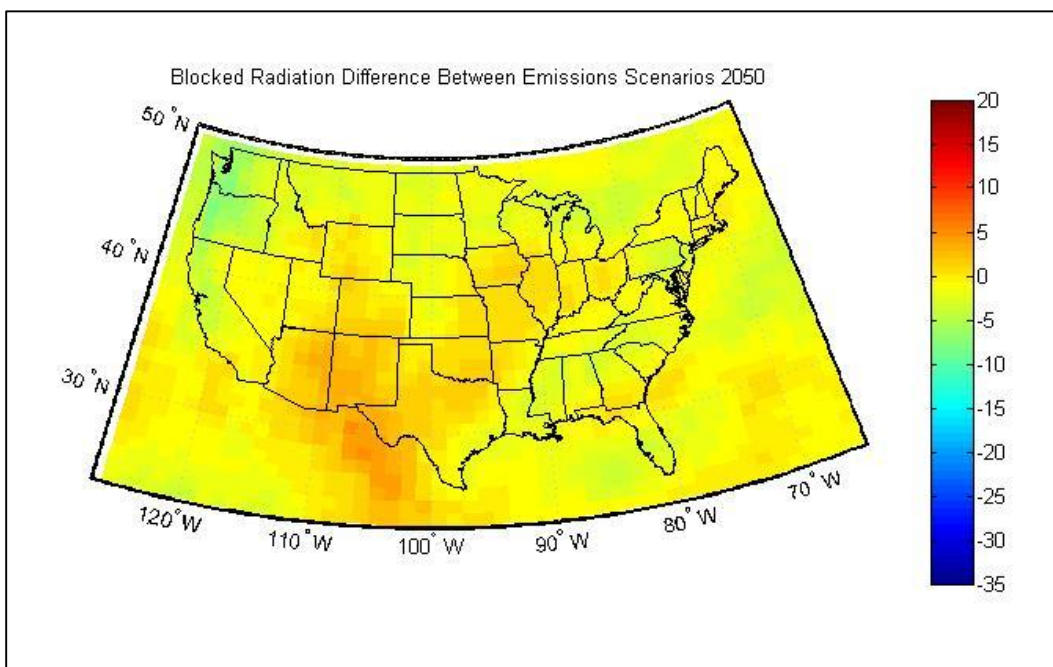 Blocked Radiation Difference Between Emissions Scenarios 2050
50°N
40°N
30°N
120°W
110°W
100°W
90°W
80°W
70°W
20
15
10
5
0
-5
-10
-15
-20
-25
-30
-35